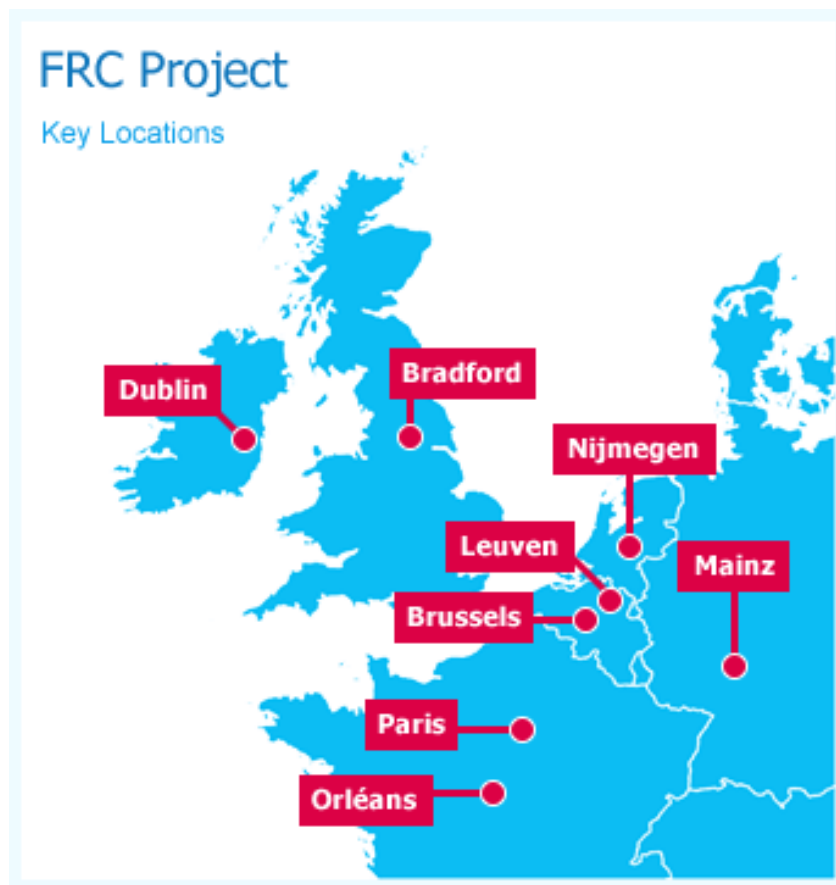 FRC Project
Key Locations
Dublin
Bradford
Nijmegen
Leuven
Mainz
Brussels
Paris
Orléans